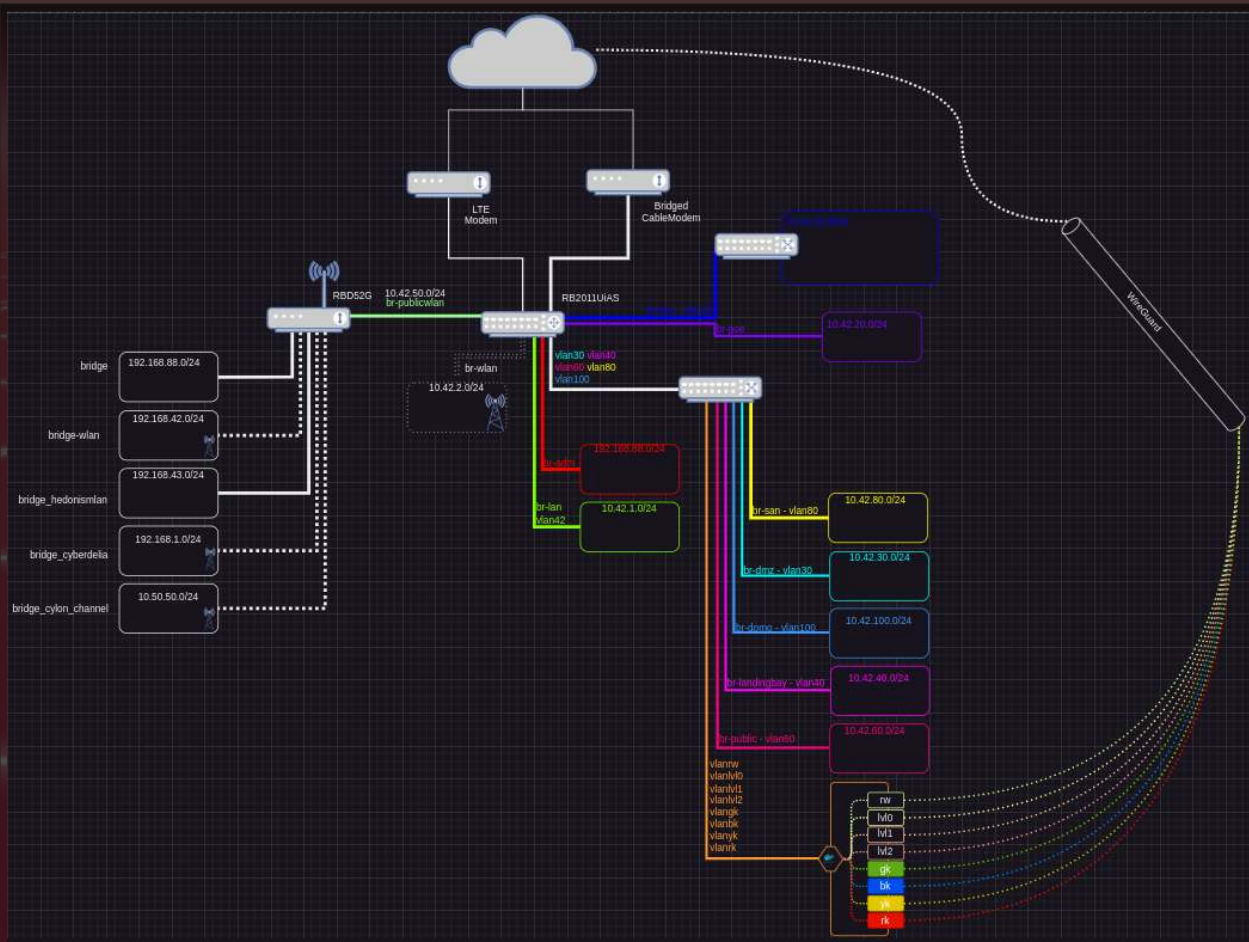 LTE
Modem
Bridged
CableModem
WireGuard
RBD52G
10.42.50.0/24
br-publicwlan
RB2011UiAS
br-poe
10.42.20.0/24
bridge
192.168.88.0/24
br-wlan
10.42.2.0/24
vlan30 vlan40
vlan60 vlan80
vlan100
bridge-wlan
192.168.42.0/24
bridge_hedonismlan
192.168.43.0/24
br-adm
192.168.88.0/24
br-lan
vlan42
10.42.1.0/24
br-san - vlan80
10.42.80.0/24
bridge_cyberdelia
192.168.1.0/24
br-dmz - vlan30
10.42.30.0/24
bridge_cylon_channel
10.50.50.0/24
br-domo - vlan100
10.42.100.0/24
br-landingbay - vlan40
10.42.40.0/24
br-public - vlan60
10.42.60.0/24
vlanrw
vlanlvl0
vlanlvl1
vlanlvl2
vlangk
vlanbk
vlanyk
vlanrk
rw
lvl0
lvl1
lvl2
gk
bk
yk
rk